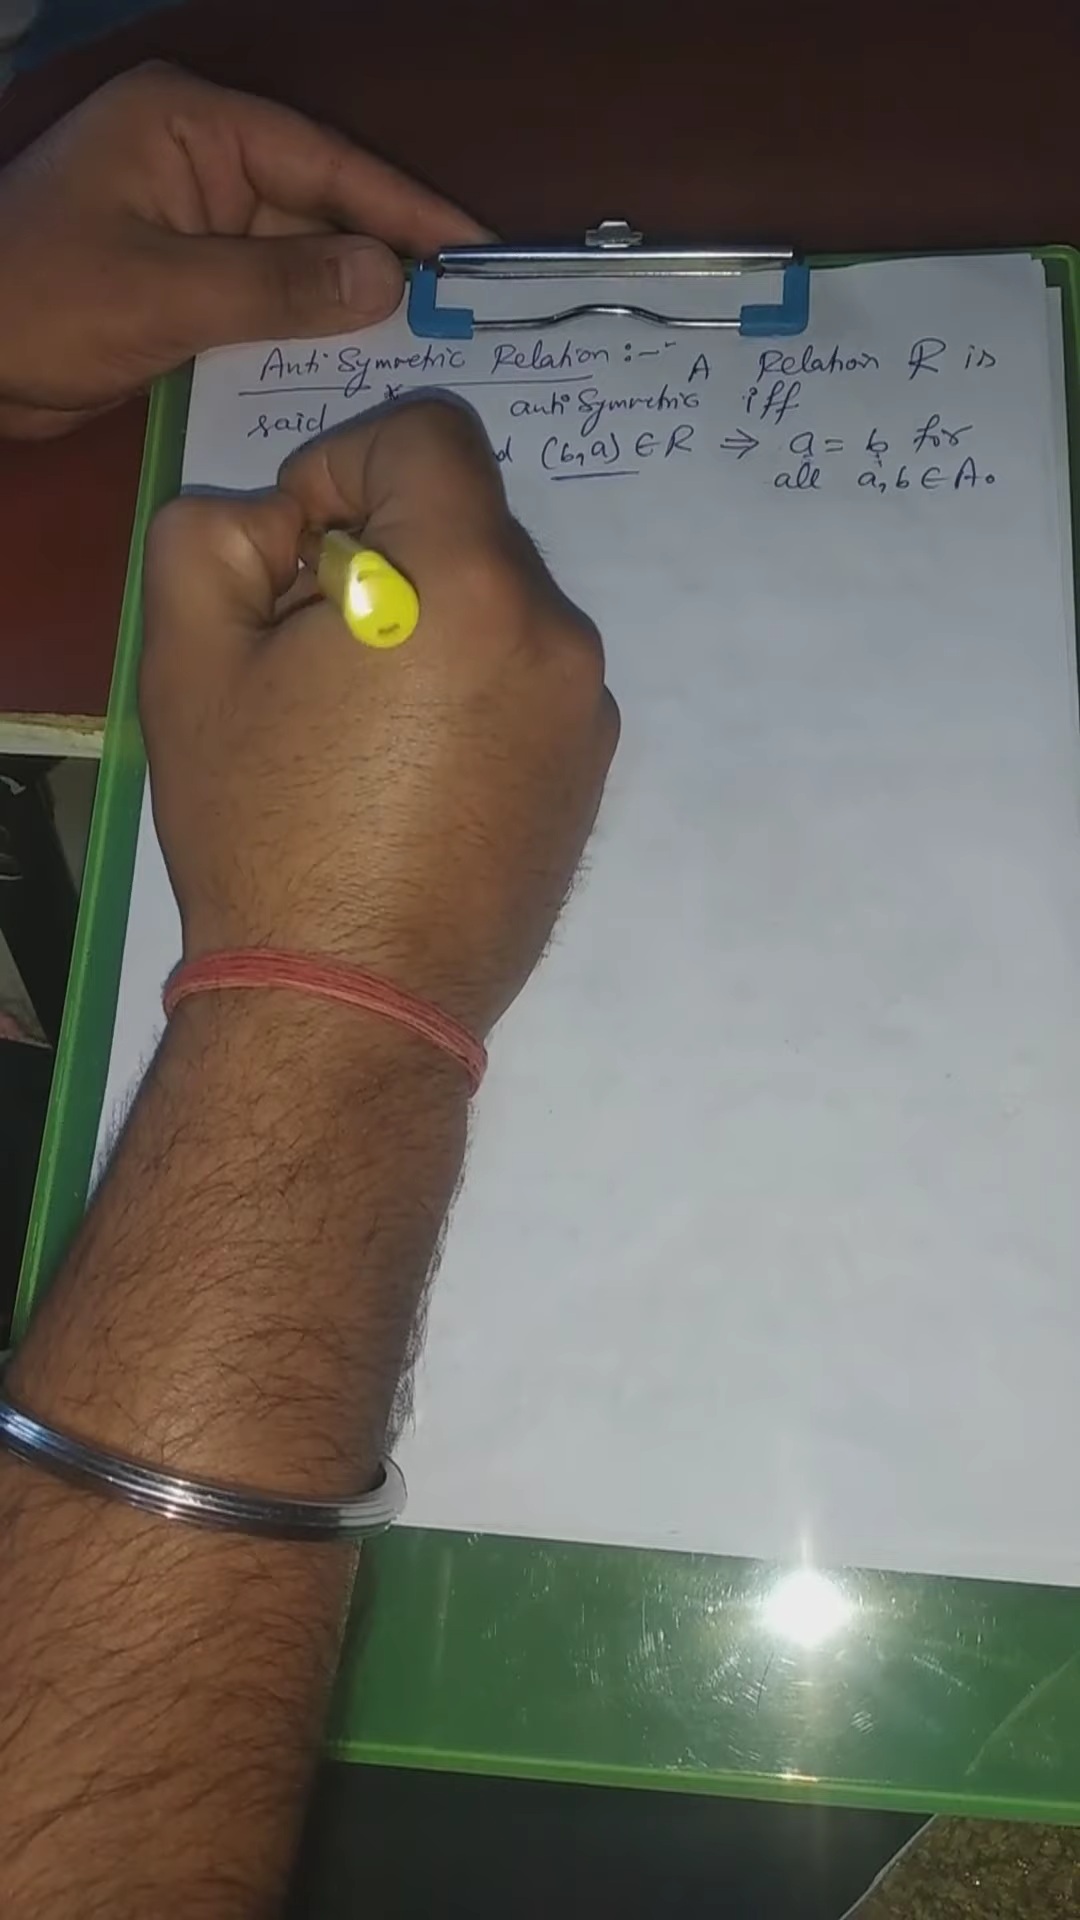 Anti Symmetric Relation :- A Relation R is
said anti Symmetric iff
(b,a) ∈ R ⇒ a = b for
all a, b ∈ A.